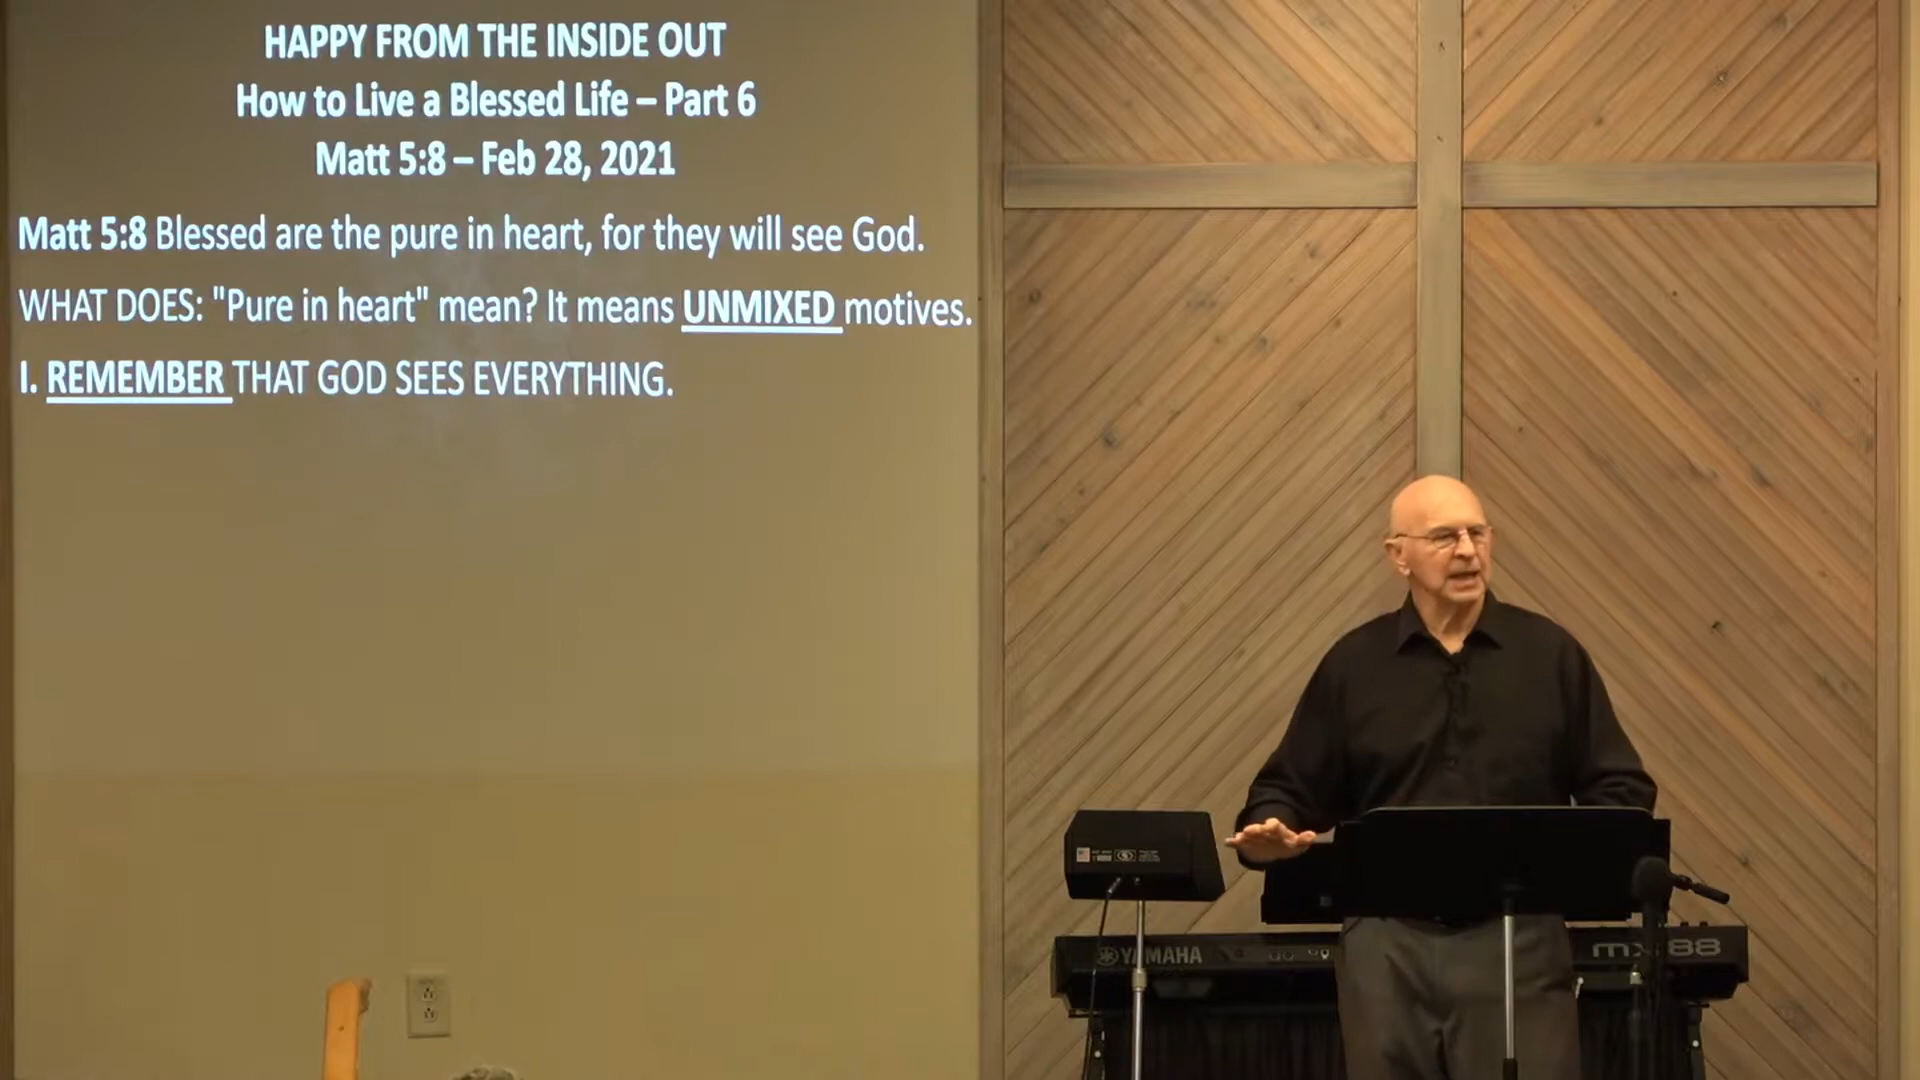 HAPPY FROM THE INSIDE OUT
How to Live a Blessed Life – Part 6
Matt 5:8 – Feb 28, 2021
Matt 5:8 Blessed are the pure in heart, for they will see God.
WHAT DOES: "Pure in heart" mean? It means UNMIXED motives.
I. REMEMBER THAT GOD SEES EVERYTHING.
YAMAHA